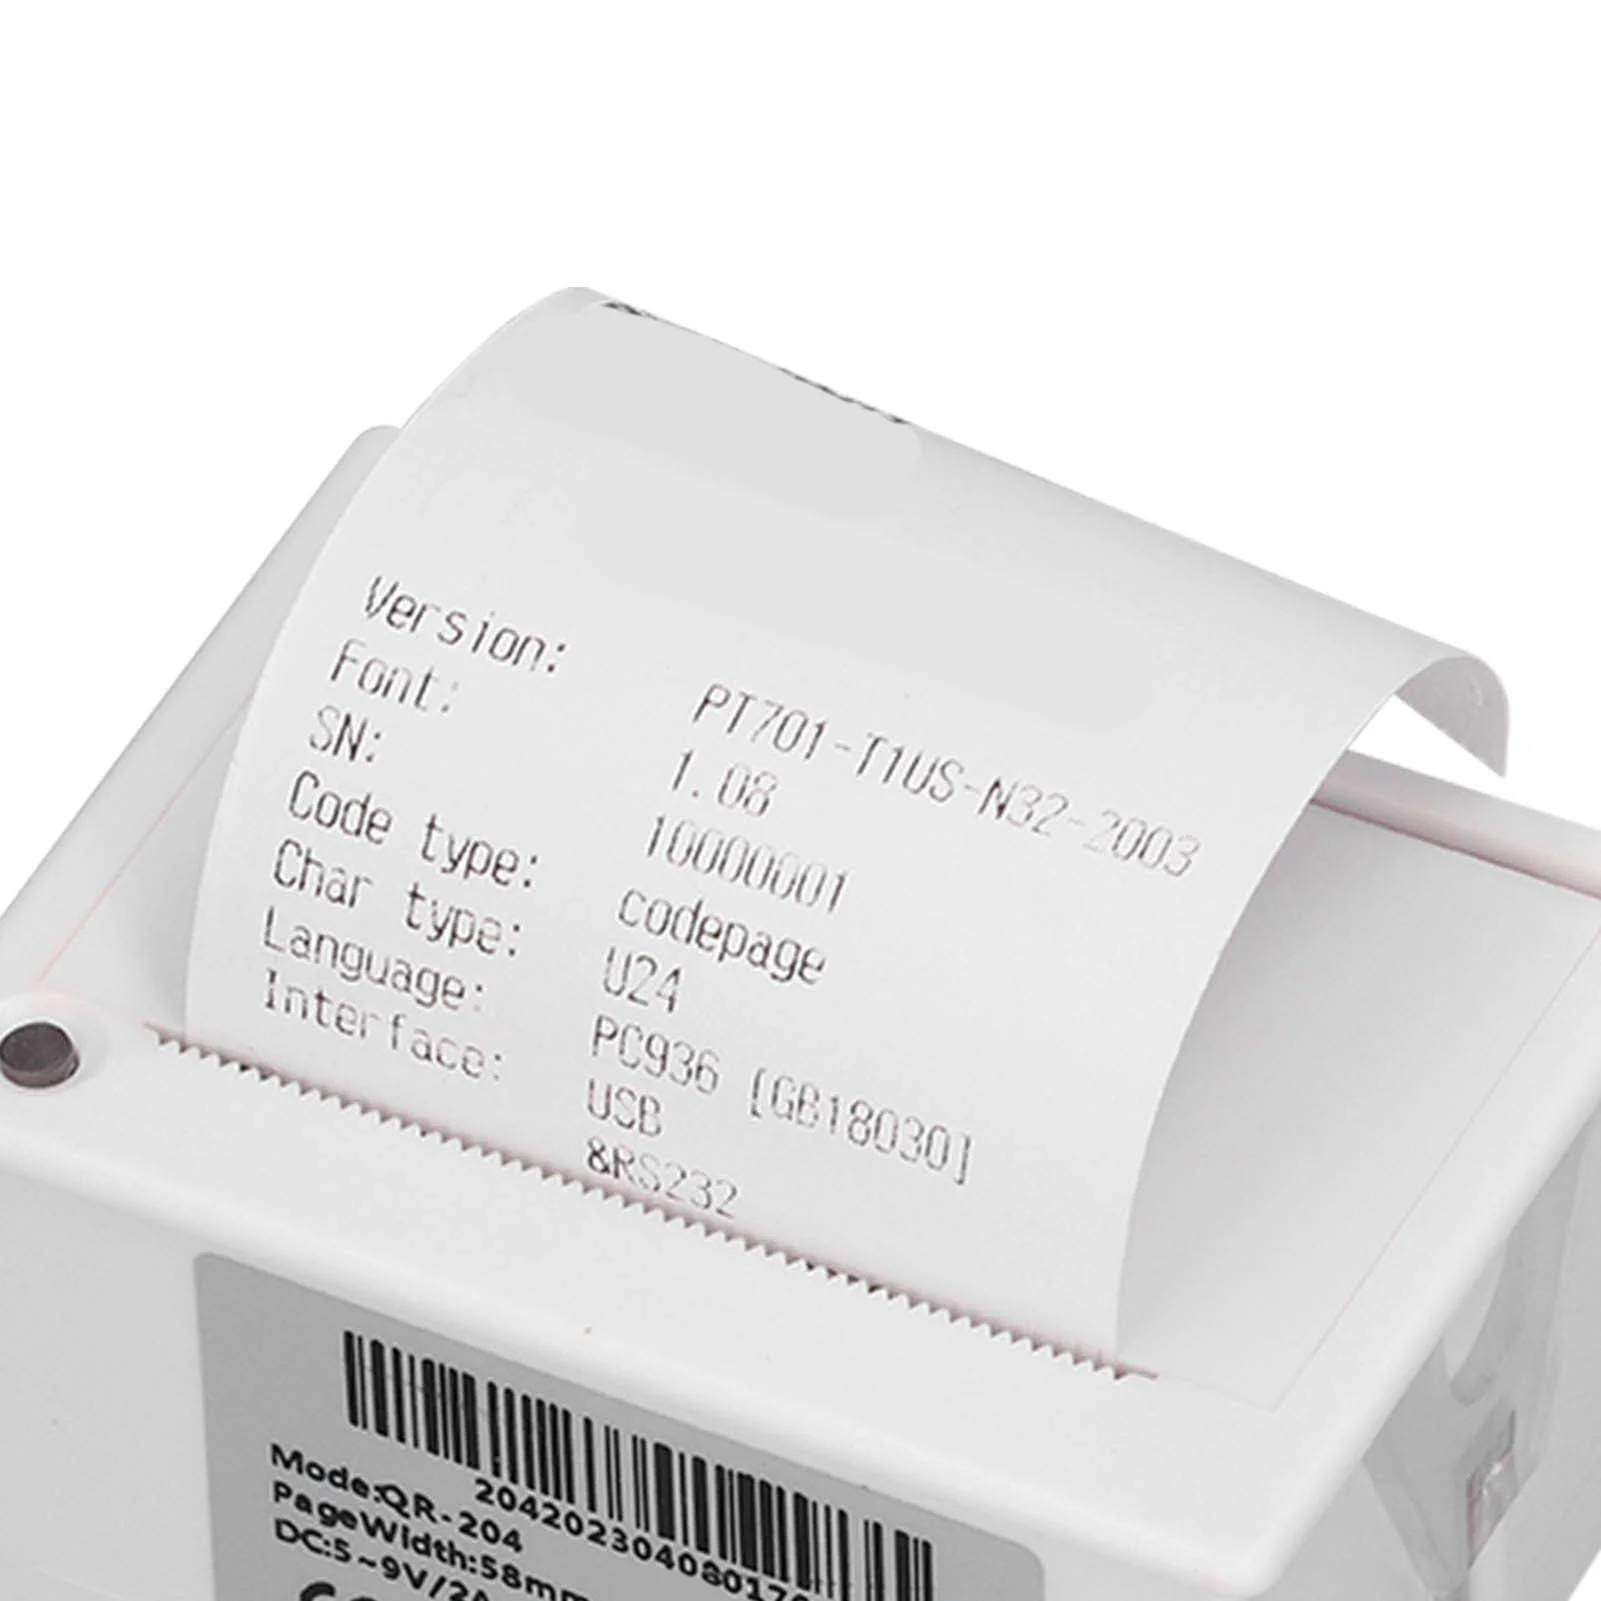 Version: PT701-T1US-N32-2003
Font: 1.08
SN: 10000001
Code type: codepage
Char type: U24
Language: PC936 [GB18030]
Interface: USB
&RS232
Mode:QR-204
PageWidth:58mm
DC:5~9V/2A